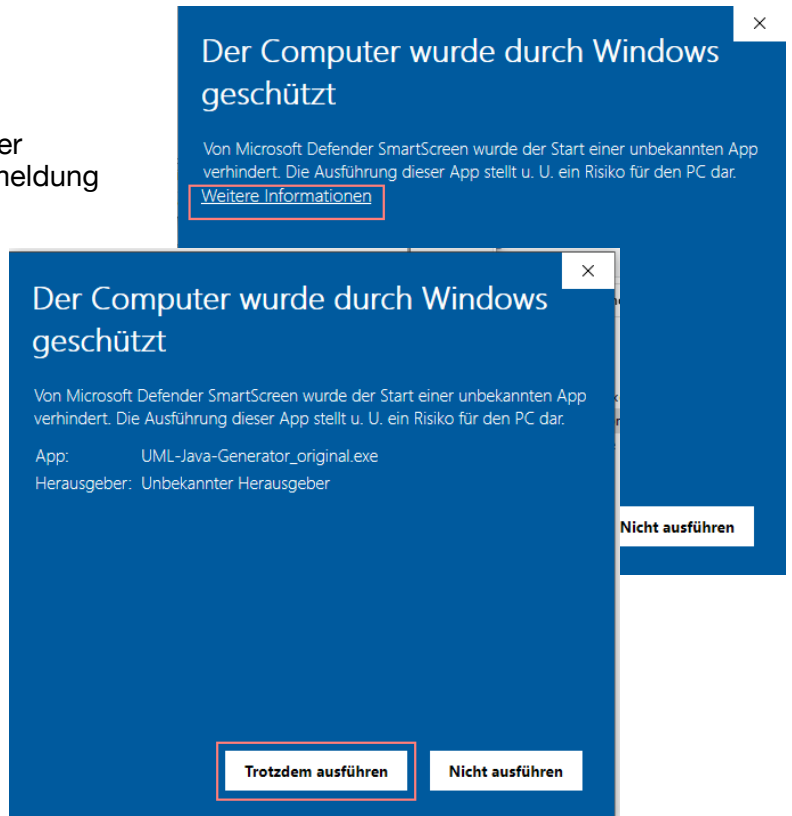 Der Computer wurde durch Windows
geschützt
Von Microsoft Defender SmartScreen wurde der Start einer unbekannten App
verhindert. Die Ausführung dieser App stellt u. U. ein Risiko für den PC dar.
Weitere Informationen
Nicht ausführen
Der Computer wurde durch Windows
geschützt
Von Microsoft Defender SmartScreen wurde der Start einer unbekannten App
verhindert. Die Ausführung dieser App stellt u. U. ein Risiko für den PC dar.
App: UML-Java-Generator_original.exe
Herausgeber: Unbekannter Herausgeber
Trotzdem ausführen Nicht ausführen